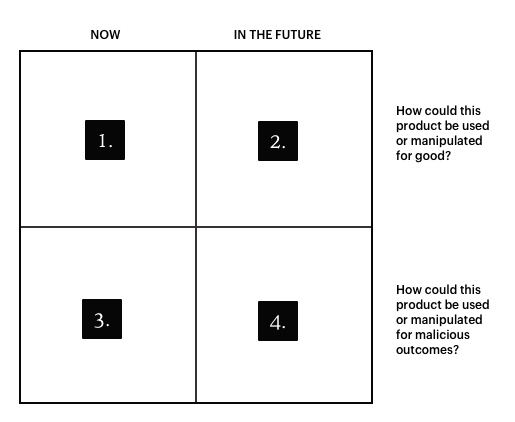 NOW
IN THE FUTURE
1.
2.
How could this
product be used
or manipulated
for good?
3.
4.
How could this
product be used
or manipulated
for malicious
outcomes?